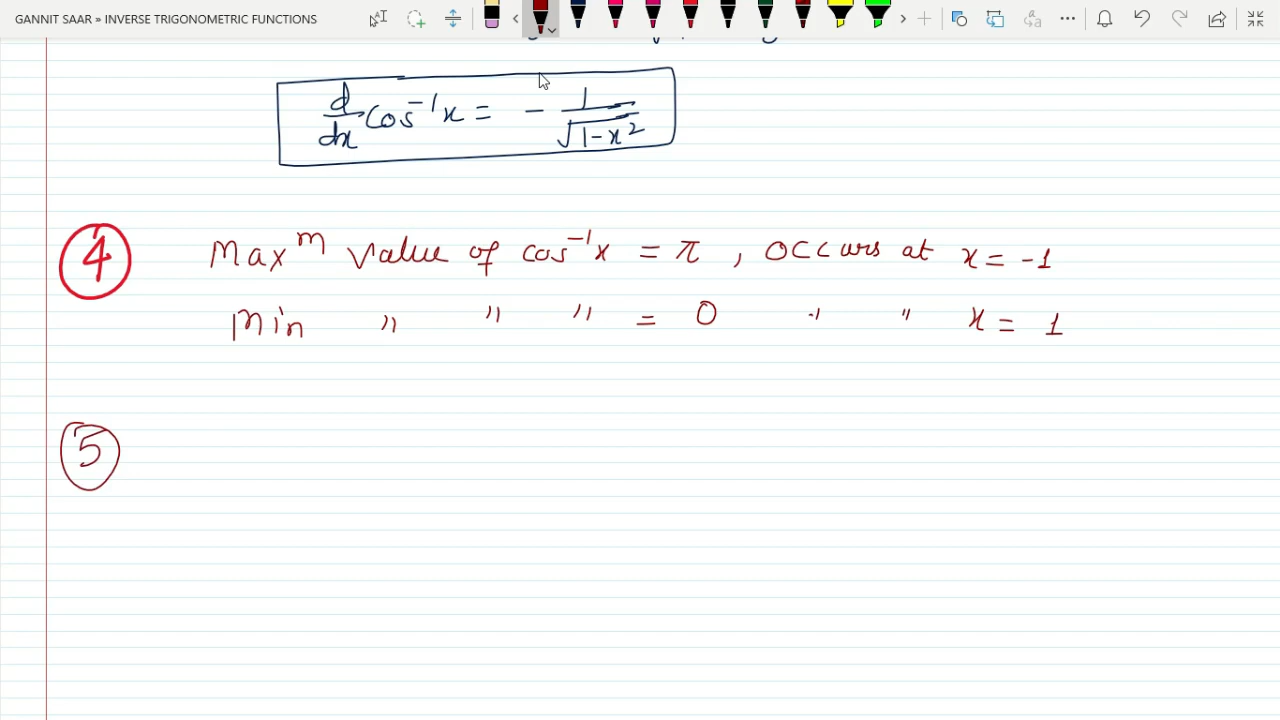 GANNIT SAAR » INVERSE TRIGONOMETRIC FUNCTIONS
d/dx cos⁻¹x = - 1/√(1-x²)
④ Maxᵐ value of cos⁻¹x = π , occurs at x = -1
Min " " " = 0 " " x = 1
⑤